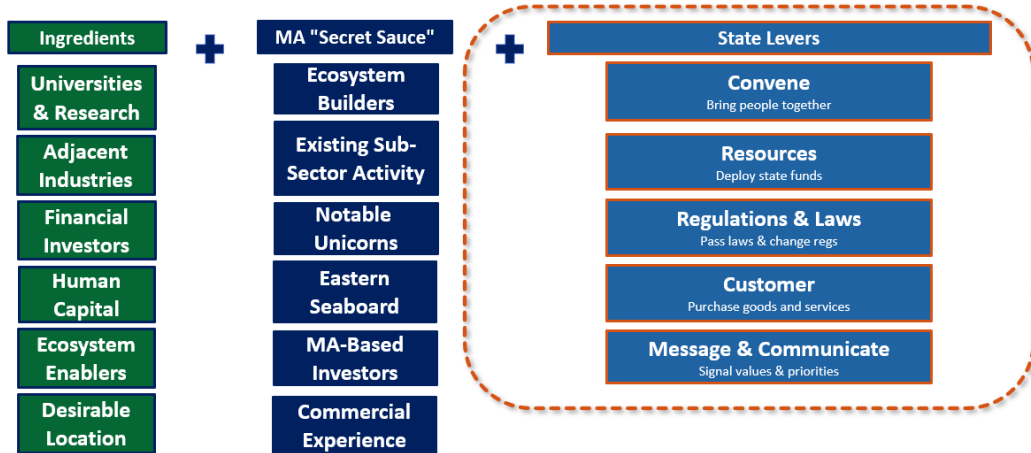 Ingredients
Universities
& Research
Adjacent
Industries
Financial
Investors
Human
Capital
Ecosystem
Enablers
Desirable
Location
MA "Secret Sauce"
Ecosystem
Builders
Existing Sub-
Sector Activity
Notable
Unicorns
Eastern
Seaboard
MA-Based
Investors
Commercial
Experience
State Levers
Convene
Bring people together
Resources
Deploy state funds
Regulations & Laws
Pass laws & change regs
Customer
Purchase goods and services
Message & Communicate
Signal values & priorities